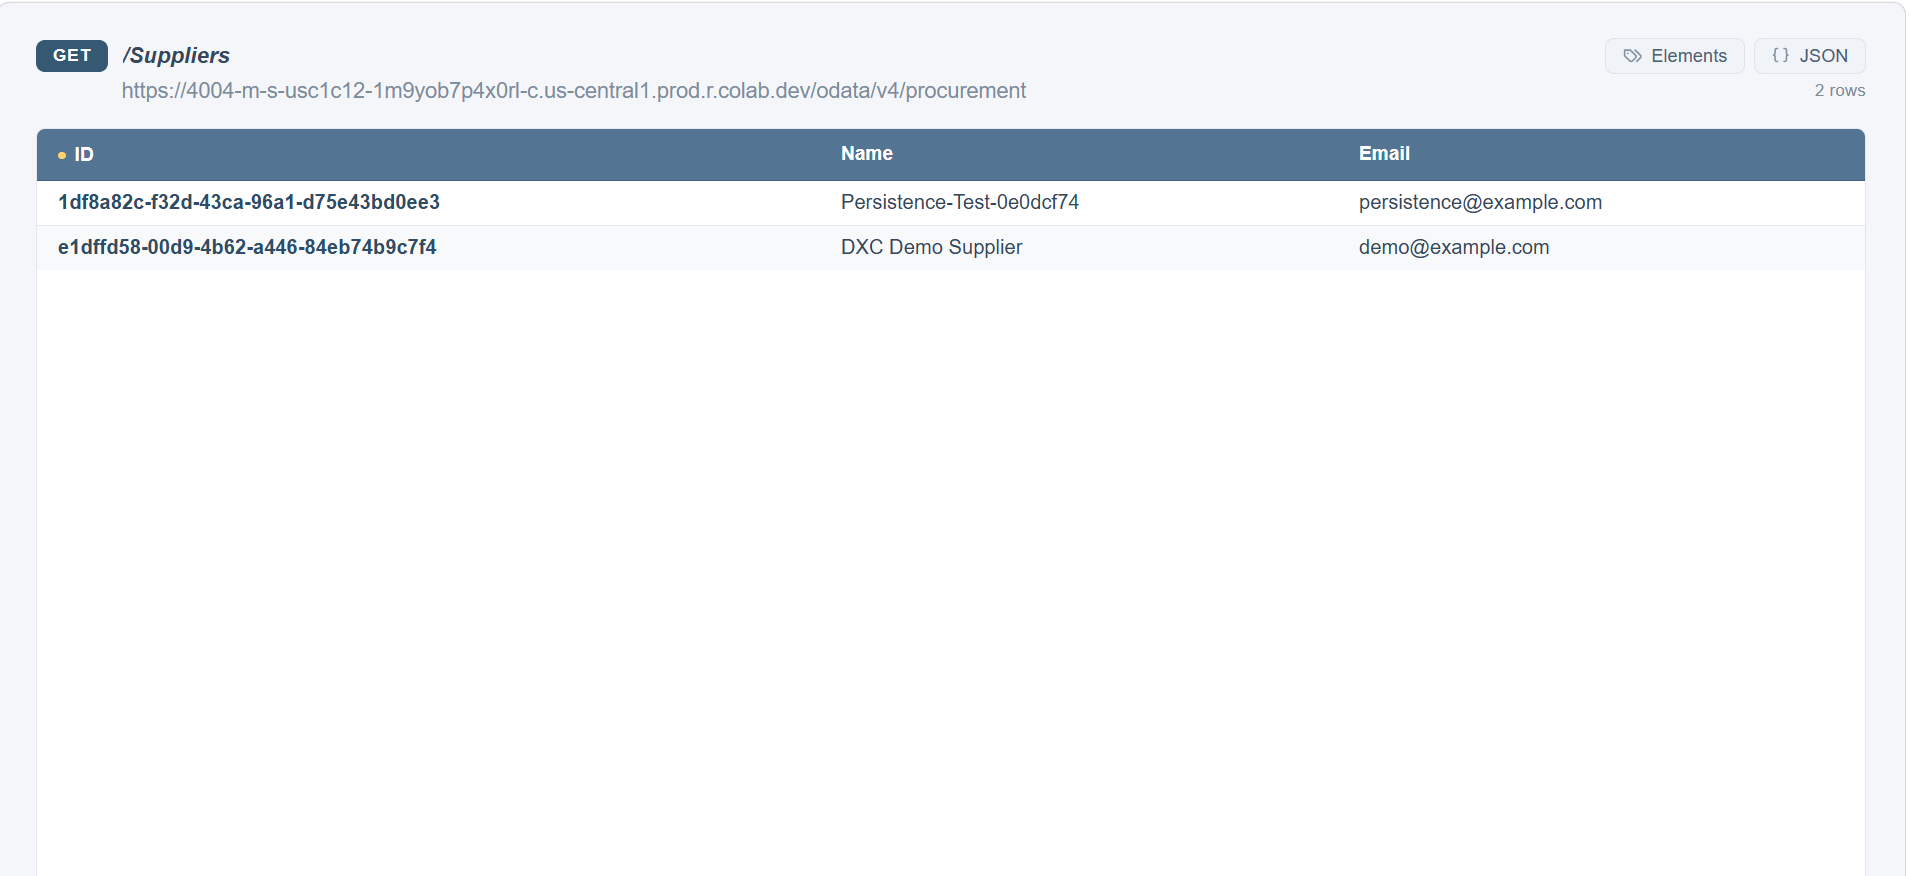 GET /Suppliers
Elements
{ } JSON
https://4004-m-s-usc1c12-1m9yob7p4x0rl-c.us-central1.prod.r.colab.dev/odata/v4/procurement
2 rows
ID Name Email
1df8a82c-f32d-43ca-96a1-d75e43bd0ee3 Persistence-Test-0e0dcf74 persistence@example.com
e1dffd58-00d9-4b62-a446-84eb74b9c7f4 DXC Demo Supplier demo@example.com